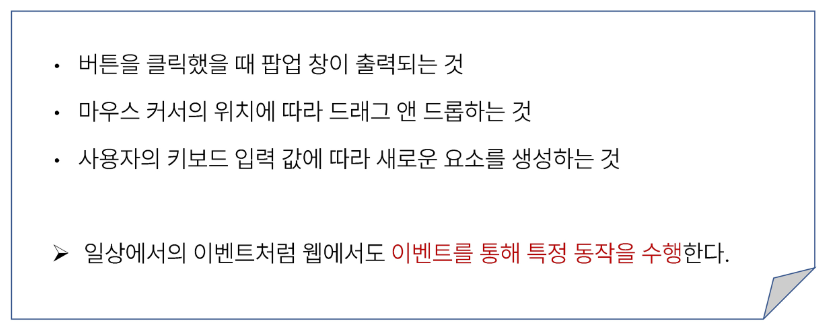 • 버튼을 클릭했을 때 팝업 창이 출력되는 것
• 마우스 커서의 위치에 따라 드래그 앤 드롭하는 것
• 사용자의 키보드 입력 값에 따라 새로운 요소를 생성하는 것
➢ 일상에서의 이벤트처럼 웹에서도 이벤트를 통해 특정 동작을 수행한다.